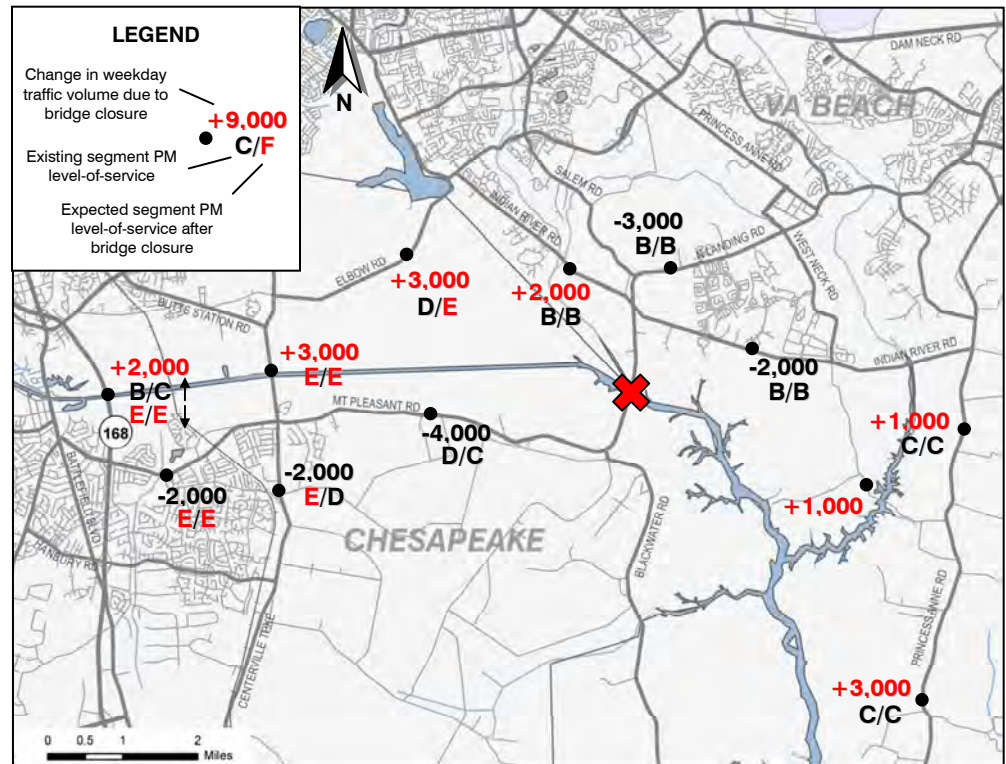 LEGEND
Change in weekday
traffic volume due to
bridge closure
+9,000
C/F
Existing segment PM
level-of-service
Expected segment PM
level-of-service after
bridge closure
N
DAM NECK RD
VA BEACH
PRINCESS ANNE RD
SALEM RD
INDIAN RIVER RD
-3,000
B/B
N LANDING RD
WEST NECK RD
ELBOW RD
+3,000
D/E
+2,000
B/B
BUTTS STATION RD
+3,000
E/E
+2,000
B/C
E/E
-2,000
B/B
INDIAN RIVER RD
MT PLEASANT RD
-4,000
D/C
+1,000
C/C
168
BATTLEFIELD BLVD
-2,000
E/E
-2,000
E/D
+1,000
HANBURY RD
CHESAPEAKE
BLACKWATER RD
CENTERVILLE TPKE
PRINCESS ANNE RD
+3,000
C/C
0 0.5 1 2
Miles